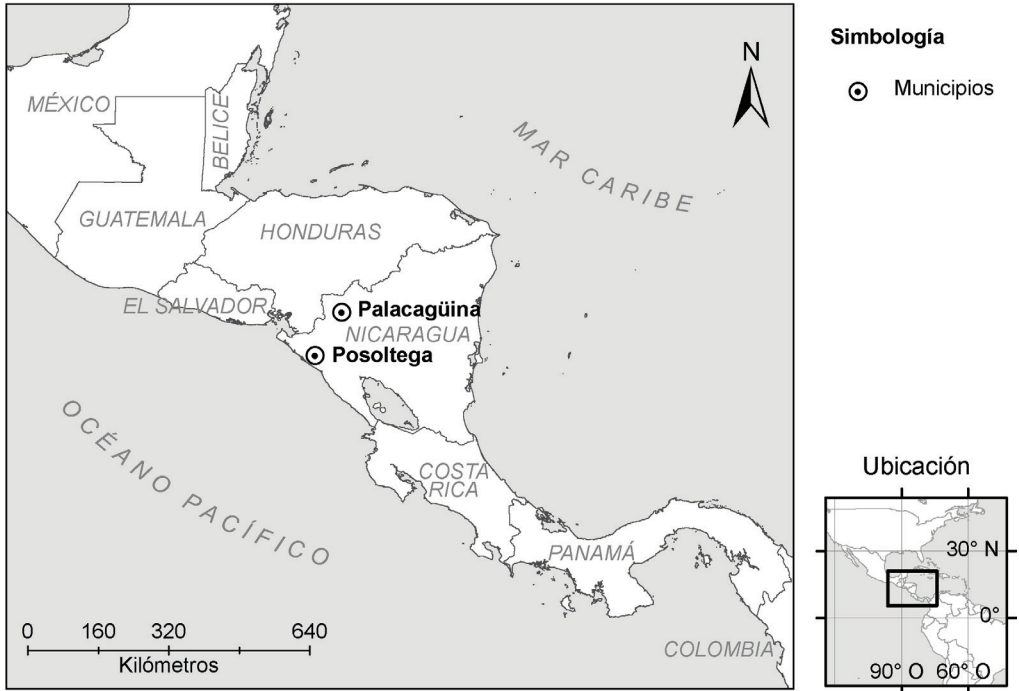 MÉXICO
BELICE
GUATEMALA
HONDURAS
EL SALVADOR
Palacagüina
NICARAGUA
Posoltega
COSTA
RICA
PANAMÁ
COLOMBIA
MAR CARIBE
OCÉANO PACÍFICO
N
0 160 320 640
Kilómetros
Simbología
Municipios
Ubicación
30° N
0°
90° O 60° O